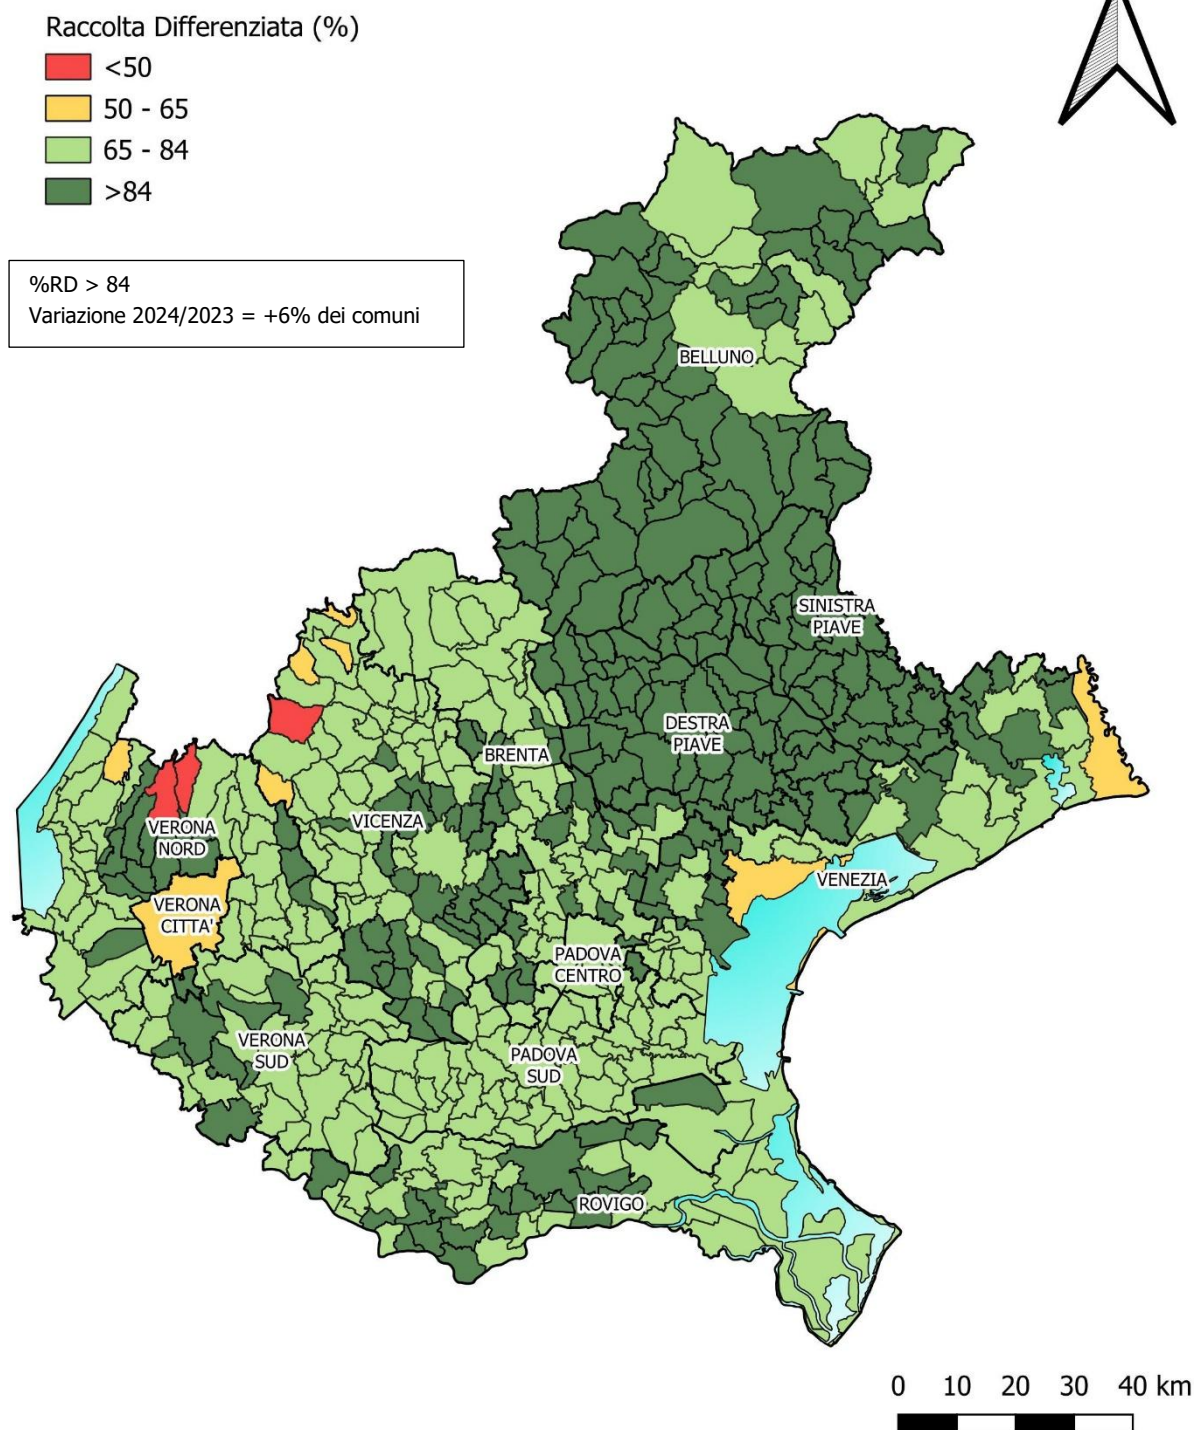 Raccolta Differenziata (%)
<50
50 - 65
65 - 84
>84
%RD > 84
Variazione 2024/2023 = +6% dei comuni
BELLUNO
SINISTRA
PIAVE
DESTRA
PIAVE
BRENTA
VICENZA
VERONA
NORD
VENEZIA
VERONA
CITTA'
PADOVA
CENTRO
VERONA
SUD
PADOVA
SUD
ROVIGO
0 10 20 30 40 km